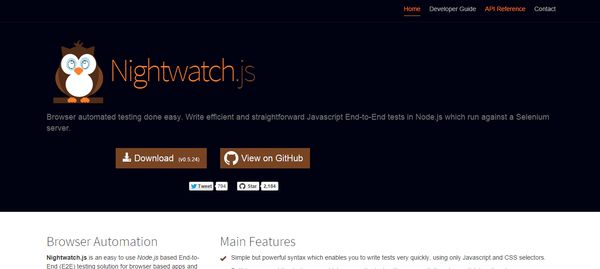 Home Developer Guide API Reference Contact
Nightwatch.js
Browser automated testing done easy. Write efficient and straightforward Javascript End-to-End tests in Node.js which run against a Selenium
server.
Download (v0.5.24) View on GitHub
Tweet 794 Star 2,184
Browser Automation
Nightwatch.js is an easy to use Node.js based End-to-
End (E2E) testing solution for browser based apps and
Main Features
Simple but powerful syntax which enables you to write tests very quickly, using only Javascript and CSS selectors.